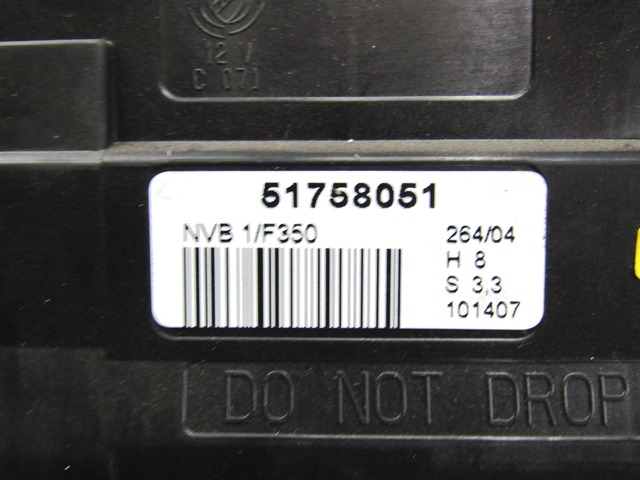 12 V
C 071
51758051
NVB 1/F350
264/04
H 8
S 3,3
101407
DO NOT DROP